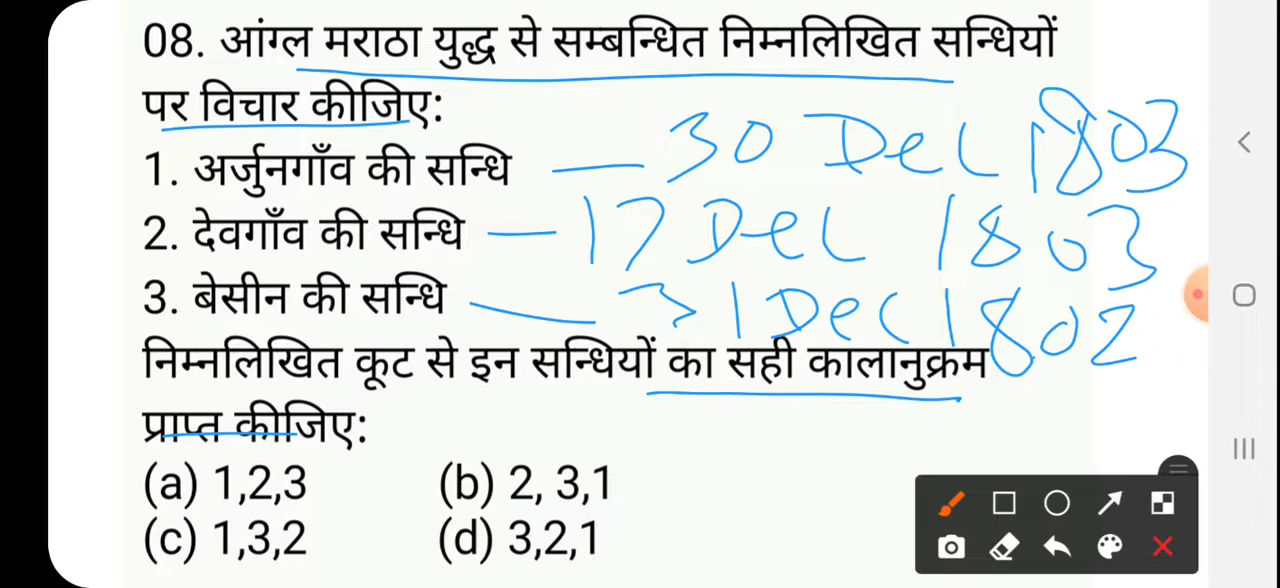 08. आंग्ल मराठा युद्ध से सम्बन्धित निम्नलिखित सन्धियों
पर विचार कीजिए:
1. अर्जुनगाँव की सन्धि — 30 Dec 1803
2. देवगाँव की सन्धि — 17 Dec 1803
3. बेसीन की सन्धि — 31 Dec 1802
निम्नलिखित कूट से इन सन्धियों का सही कालानुक्रम
प्राप्त कीजिए:
(a) 1,2,3 (b) 2, 3,1
(c) 1,3,2 (d) 3,2,1